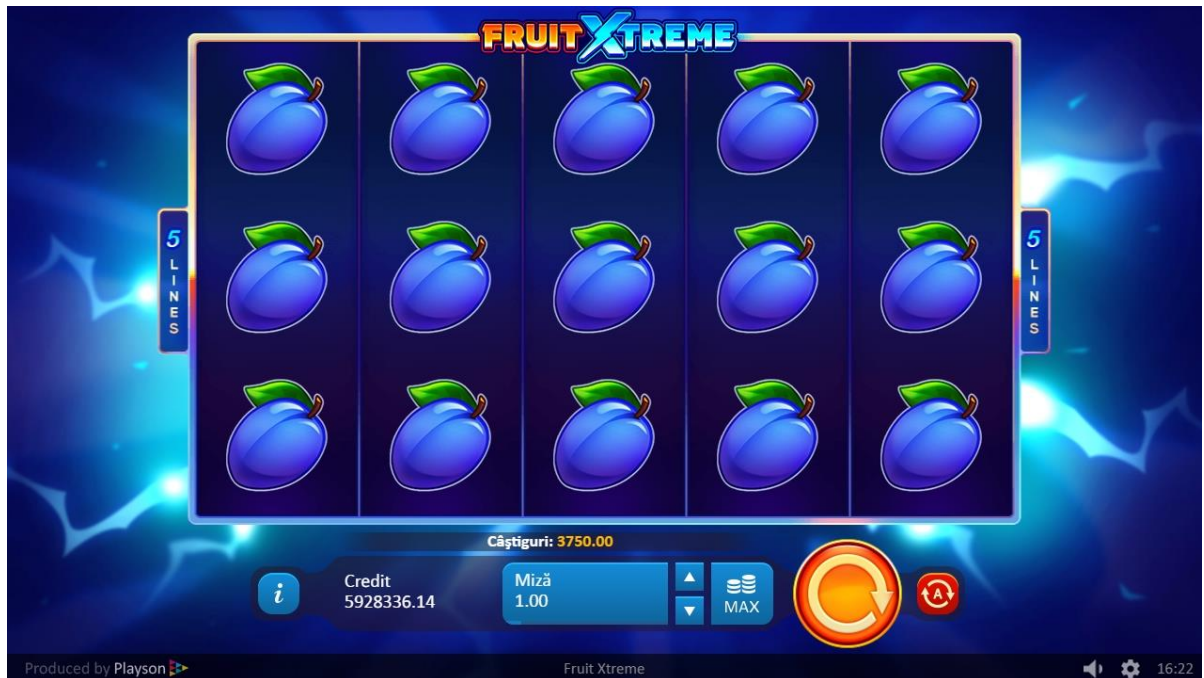 FRUIT XTREME
5 LINES
5 LINES
Câștiguri: 3750.00
i
Credit
5928336.14
Miză
1.00
MAX
A
Produced by Playson
Fruit Xtreme
16:22